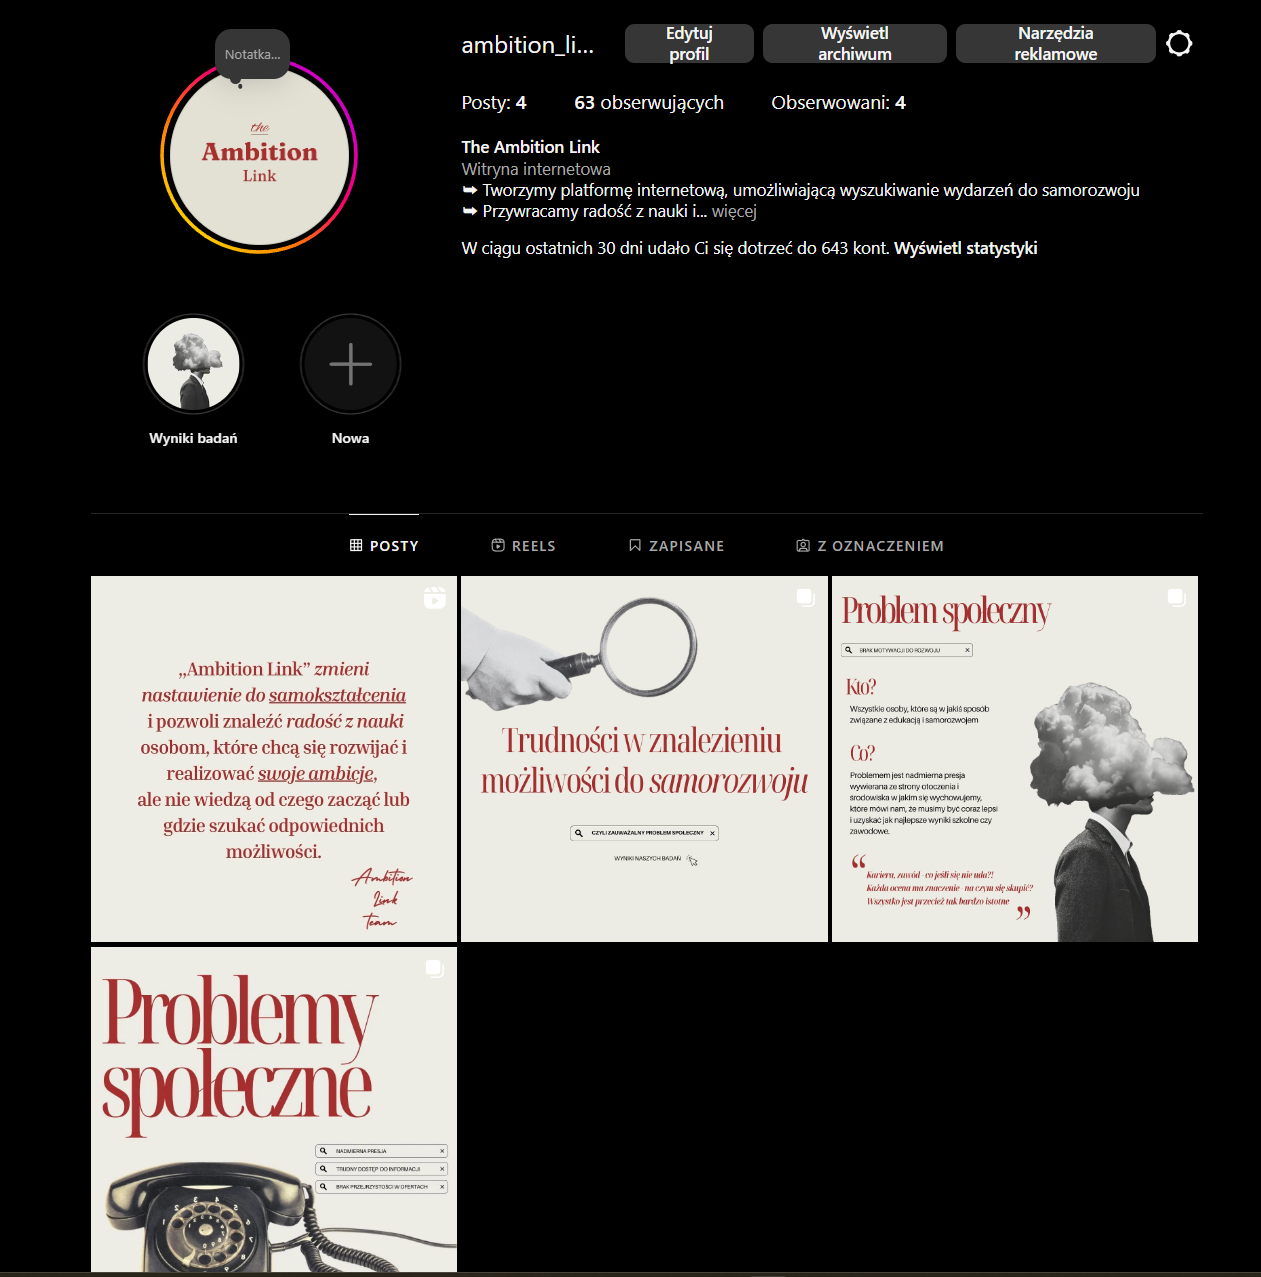 Notatka...
the
Ambition
Link
ambition_li...
Edytuj profil
Wyświetl archiwum
Narzędzia reklamowe
Posty: 4
63 obserwujących
Obserwowani: 4
The Ambition Link
Witryna internetowa
➥ Tworzymy platformę internetową, umożliwiającą wyszukiwanie wydarzeń do samorozwoju
➥ Przywracamy radość z nauki i... więcej
W ciągu ostatnich 30 dni udało Ci się dotrzeć do 643 kont. Wyświetl statystyki
Wyniki badań
Nowa
POSTY
REELS
ZAPISANE
Z OZNACZENIEM
„Ambition Link” zmieni
nastawienie do samokształcenia
i pozwoli znaleźć radość z nauki
osobom, które chcą się rozwijać i
realizować swoje ambicje,
ale nie wiedzą od czego zacząć lub
gdzie szukać odpowiednich
możliwości.
Ambition
Link
Team
Trudności w znalezieniu
możliwości do samorozwoju
CZYLI ZAUWAŻALNY PROBLEM SPOŁECZNY
WYNIKI NASZYCH BADAŃ
Problem społeczny
BRAK MOTYWACJI DO ROZWOJU
Kto?
Wszystkie osoby, które są w jakiś sposób
związane z edukacją i samorozwojem
Co?
Problemem jest nadmierna presja
wywierana ze strony otoczenia i
środowiska w jakim się wychowujemy,
które mówi nam, że musimy być coraz lepsi
i uzyskać jak najlepsze wyniki szkolne czy
zawodowe.
“ Kariera, zawód - co jeśli się nie uda?!
Każda ocena ma znaczenie - na czym się skupić?
Wszystko jest przecież tak bardzo istotne ”
Problemy
społeczne
NADMIERNA PRESJA
TRUDNY DOSTĘP DO INFORMACJI
BRAK PRZEJRZYSTOŚCI W OFERTACH